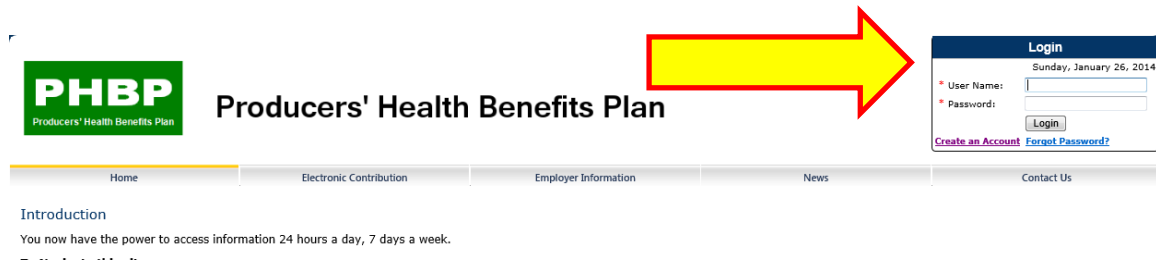 PHBP
Producers' Health Benefits Plan
Producers' Health Benefits Plan
Login
Sunday, January 26, 2014
* User Name:
* Password:
Login
Create an Account Forgot Password?
Home Electronic Contribution Employer Information News Contact Us
Introduction
You now have the power to access information 24 hours a day, 7 days a week.